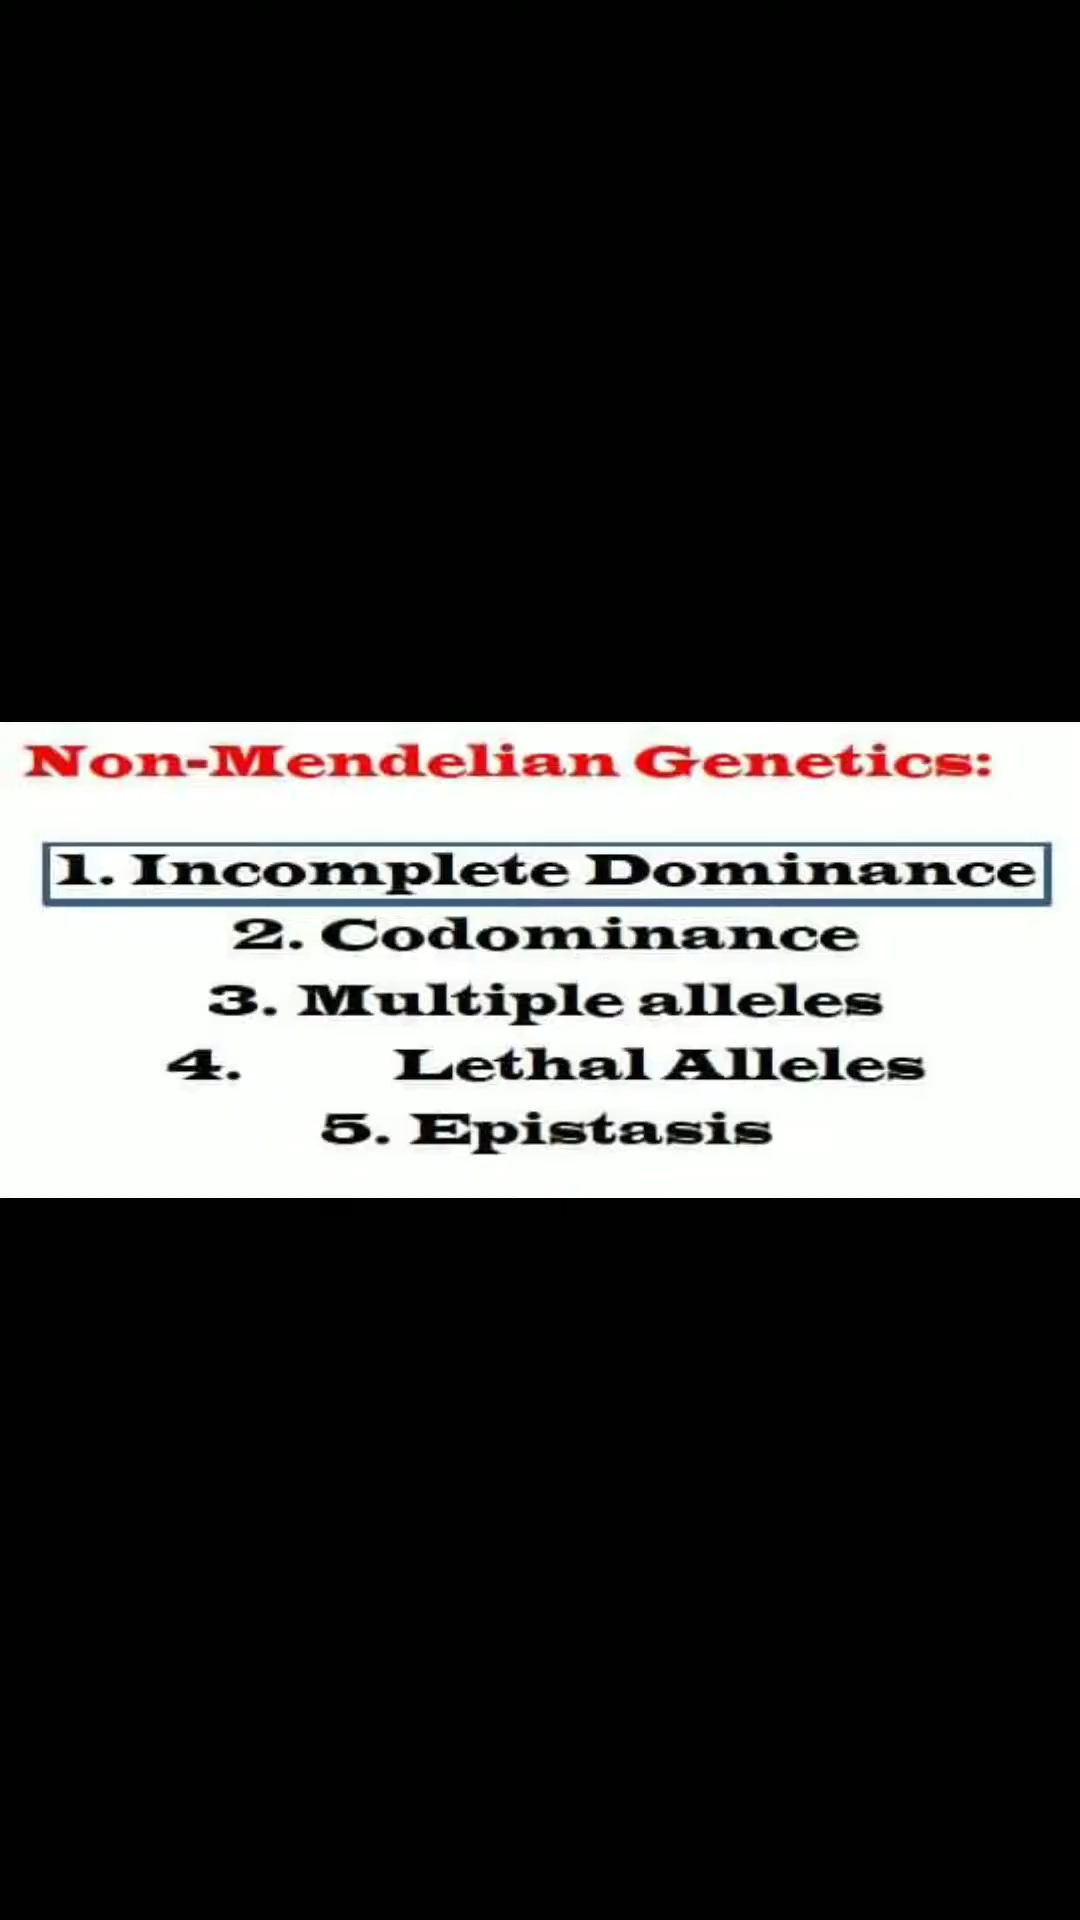 Non-Mendelian Genetics:
1. Incomplete Dominance
2. Codominance
3. Multiple alleles
4. Lethal Alleles
5. Epistasis